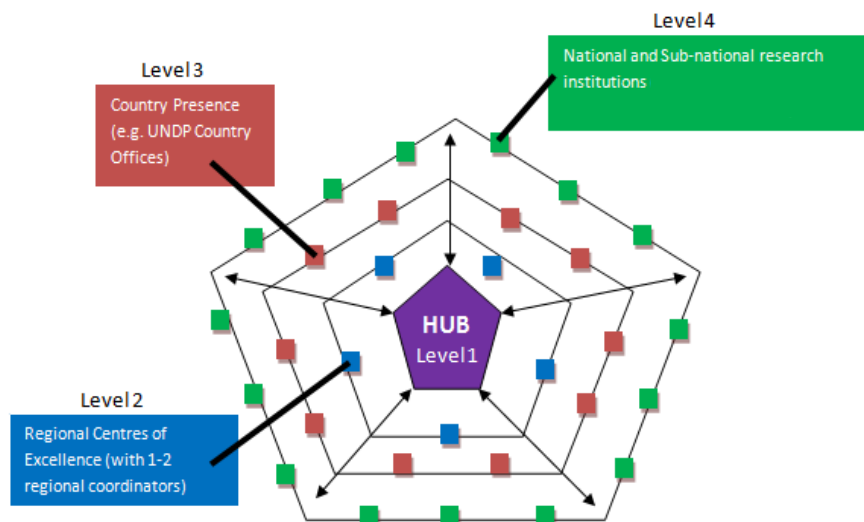 Level 4
National and Sub-national research
institutions
Level 3
Country Presence
(e.g. UNDP Country
Offices)
HUB
Level 1
Level 2
Regional Centres of
Excellence (with 1-2
regional coordinators)